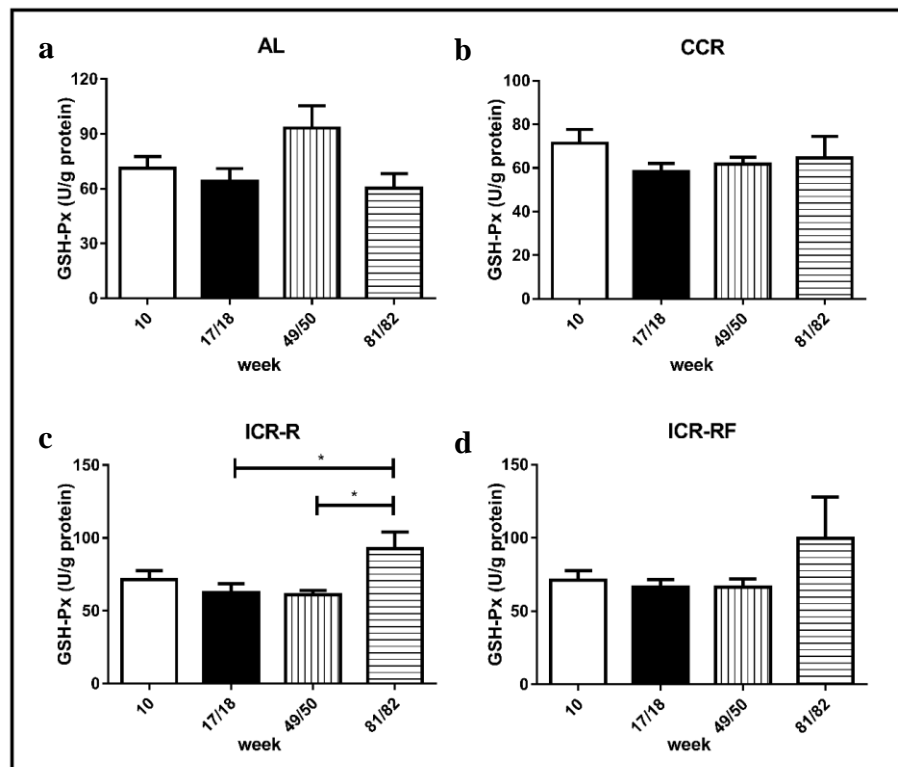 a
AL
GSH-Px (U/g protein)
120
90
60
30
0
10
17/18
49/50
81/82
week
b
CCR
GSH-Px (U/g protein)
100
80
60
40
20
0
10
17/18
49/50
81/82
week
c
ICR-R
GSH-Px (U/g protein)
150
100
50
0
*
*
10
17/18
49/50
81/82
week
d
ICR-RF
GSH-Px (U/g protein)
150
100
50
0
10
17/18
49/50
81/82
week